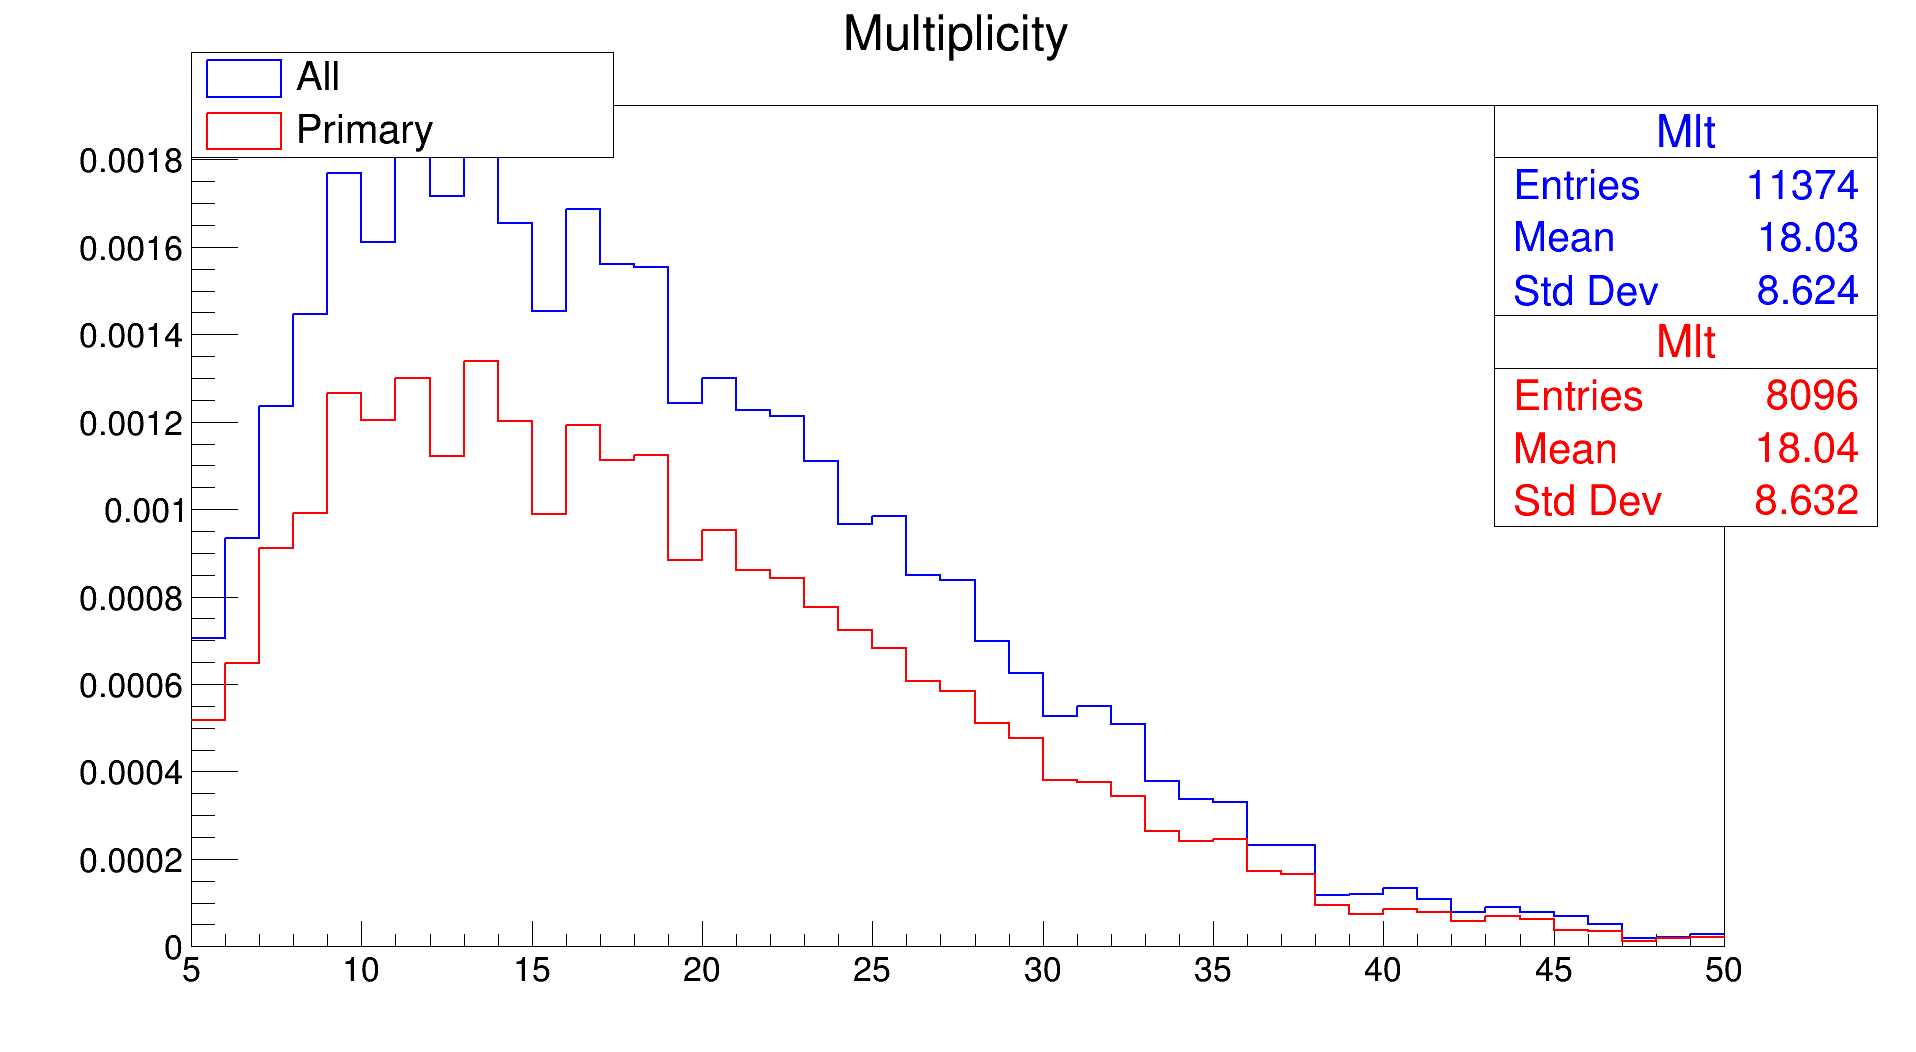 Multiplicity
All
Primary
Mlt
Entries 11374
Mean 18.03
Std Dev 8.624
Mlt
Entries 8096
Mean 18.04
Std Dev 8.632
0.0018
0.0016
0.0014
0.0012
0.001
0.0008
0.0006
0.0004
0.0002
0
5 10 15 20 25 30 35 40 45 50